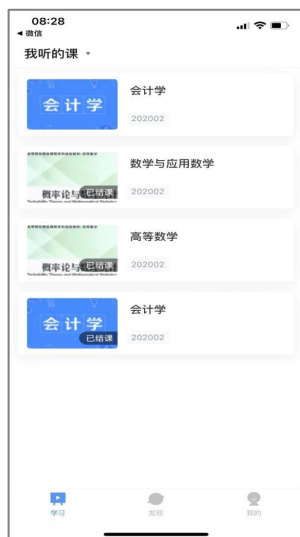 08:28
微信
我听的课
会计学
会计学
202002
数学与应用数学
概率论与
已结课
202002
高等数学
概率论与
已结课
202002
会计学
会计学
已结课
202002
学习
发现
我的